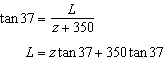 tan 37 = L / (z + 350)
L = z tan 37 + 350 tan 37